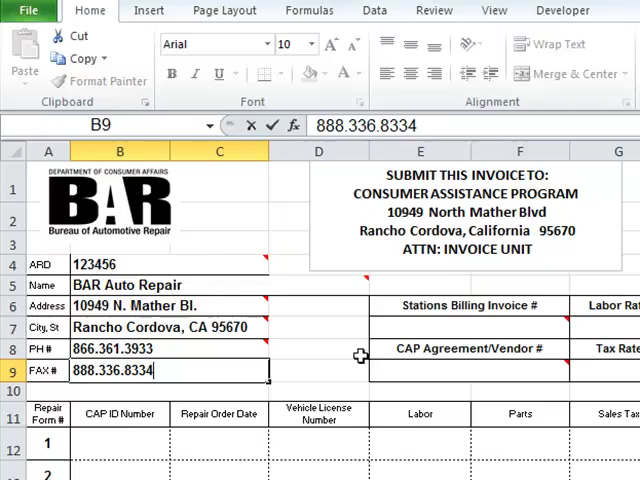 File Home Insert Page Layout Formulas Data Review View Developer
Cut
Copy
Format Painter
Paste
Clipboard
Arial 10 A A
B I U A
Font
Wrap Text
Merge & Center
Alignment
B9 fx 888.336.8334
A B C D E F G
1
2
3
4
5
6
7
8
9
10
11
12
13
DEPARTMENT OF CONSUMER AFFAIRS
BAR
Bureau of Automotive Repair
SUBMIT THIS INVOICE TO:
CONSUMER ASSISTANCE PROGRAM
10949 North Mather Blvd
Rancho Cordova, California 95670
ATTN: INVOICE UNIT
ARD 123456
Name BAR Auto Repair
Address 10949 N. Mather Bl.
City, St Rancho Cordova, CA 95670
PH # 866.361.3933
FAX # 888.336.8334
Stations Billing Invoice # Labor Rat
CAP Agreement/Vendor # Tax Rate
Repair Form # CAP ID Number Repair Order Date Vehicle License Number Labor Parts Sales Tax
1
2